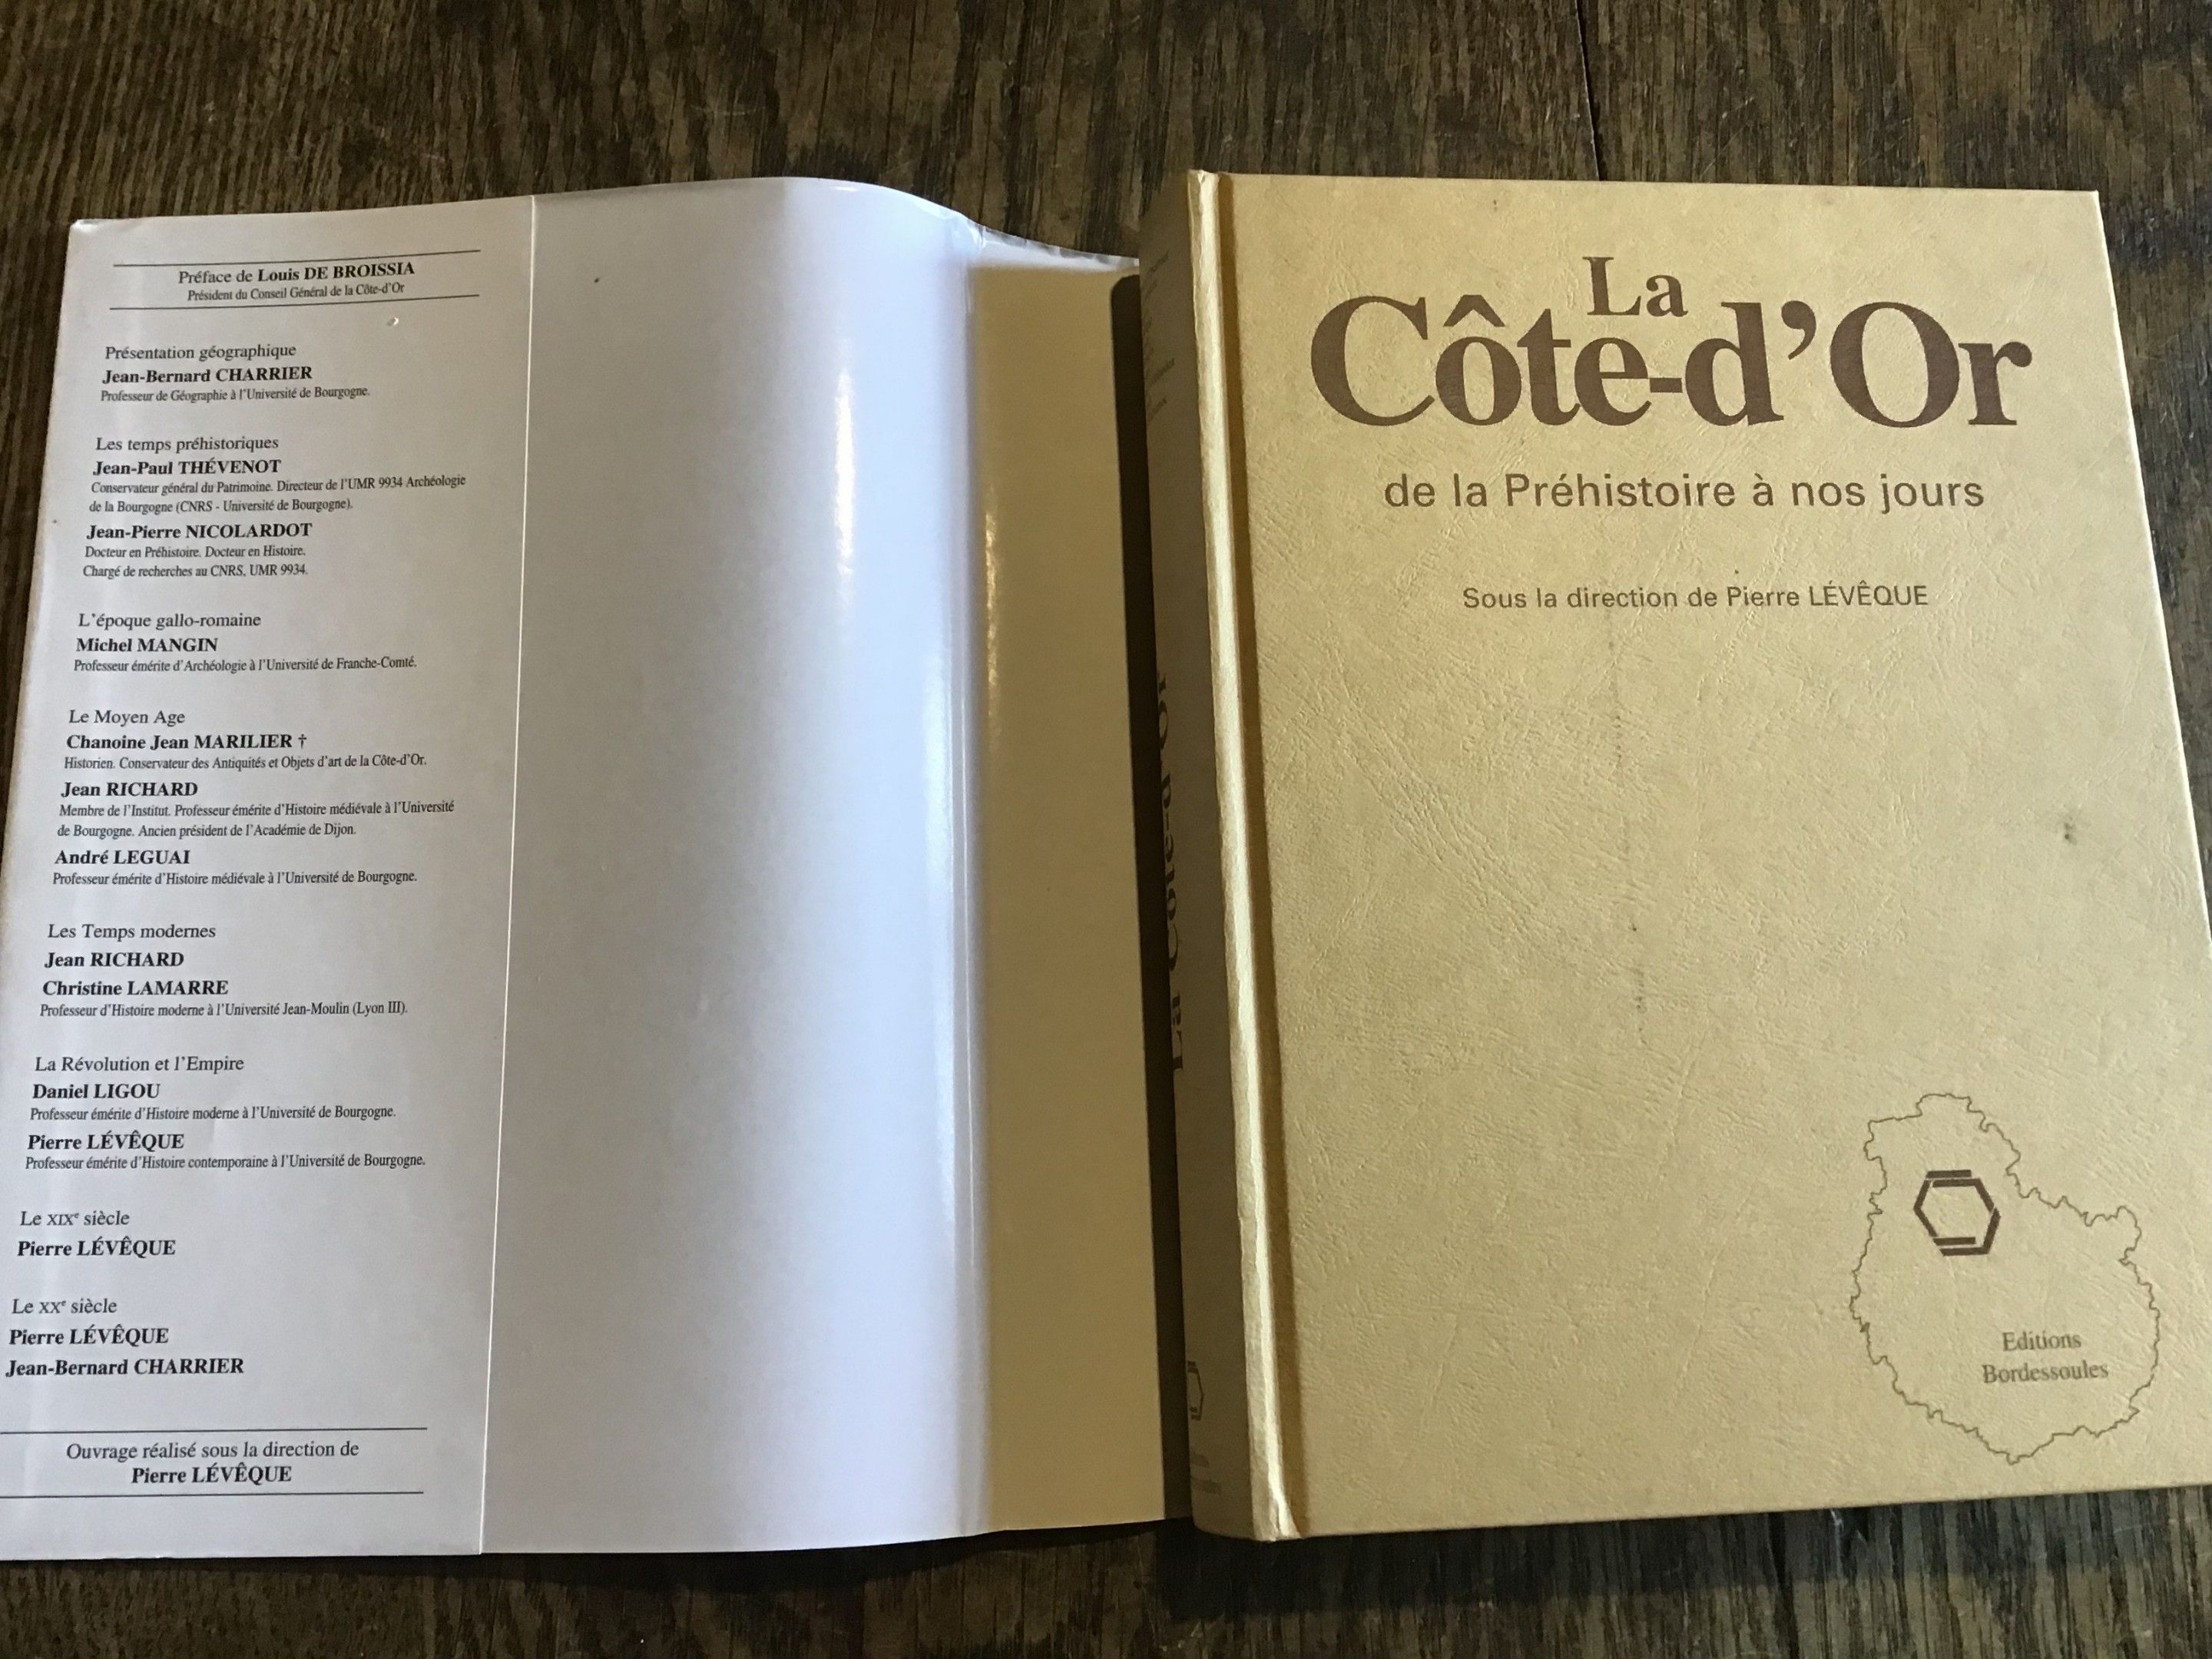 Préface de Louis DE BROISSIA
Président du Conseil Général de la Côte-d'Or
Présentation géographique
Jean-Bernard CHARRIER
Professeur de Géographie à l'Université de Bourgogne.
Les temps préhistoriques
Jean-Paul THÉVENOT
Conservateur général du Patrimoine. Directeur de l'UMR 9934 Archéologie
de la Bourgogne (CNRS - Université de Bourgogne).
Jean-Pierre NICOLARDOT
Docteur en Préhistoire. Docteur en Histoire.
Chargé de recherches au CNRS, UMR 9934.
L'époque gallo-romaine
Michel MANGIN
Professeur émérite d'Archéologie à l'Université de Franche-Comté.
Le Moyen Age
Chanoine Jean MARILIER †
Historien. Conservateur des Antiquités et Objets d'art de la Côte-d'Or.
Jean RICHARD
Membre de l'Institut. Professeur émérite d'Histoire médiévale à l'Université
de Bourgogne. Ancien président de l'Académie de Dijon.
André LEGUAI
Professeur émérite d'Histoire médiévale à l'Université de Bourgogne.
Les Temps modernes
Jean RICHARD
Christine LAMARRE
Professeur d'Histoire moderne à l'Université Jean-Moulin (Lyon III).
La Révolution et l'Empire
Daniel LIGOU
Professeur émérite d'Histoire moderne à l'Université de Bourgogne.
Pierre LÉVÊQUE
Professeur émérite d'Histoire contemporaine à l'Université de Bourgogne.
Le XIXe siècle
Pierre LÉVÊQUE
Le XXe siècle
Pierre LÉVÊQUE
Jean-Bernard CHARRIER
Ouvrage réalisé sous la direction de
Pierre LÉVÊQUE
La Côte-d'Or
La
Côte-d'Or
de la Préhistoire à nos jours
Sous la direction de Pierre LÉVÊQUE
Editions
Bordessoules